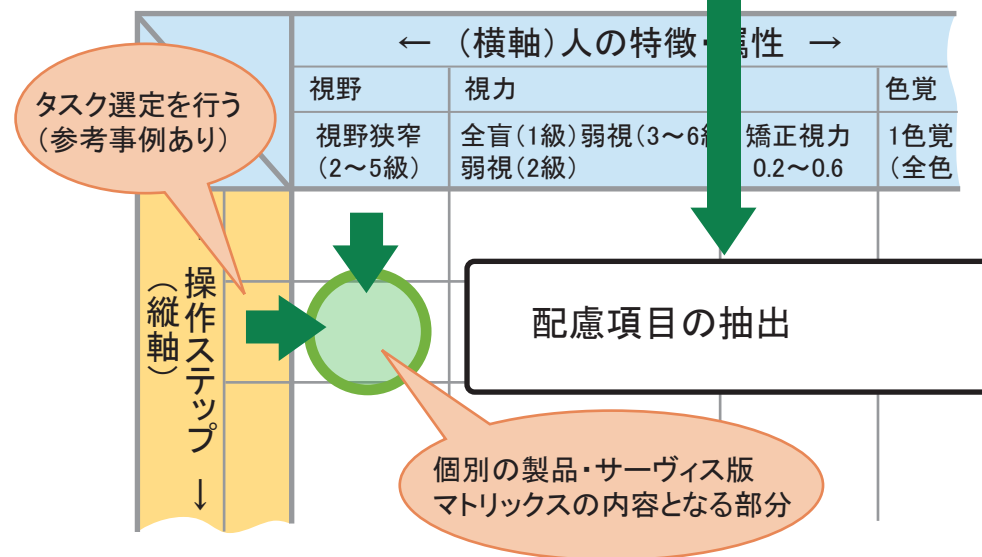 ← (横軸)人の特徴・属性 →
視野
視力
色覚
視野狭窄
(2～5級)
全盲(1級)弱視(3～6級
弱視(2級)
矯正視力
0.2～0.6
1色覚
(全色
タスク選定を行う
(参考事例あり)
操作ステップ →
(縦軸)
配慮項目の抽出
個別の製品・サーヴィス版
マトリックスの内容となる部分